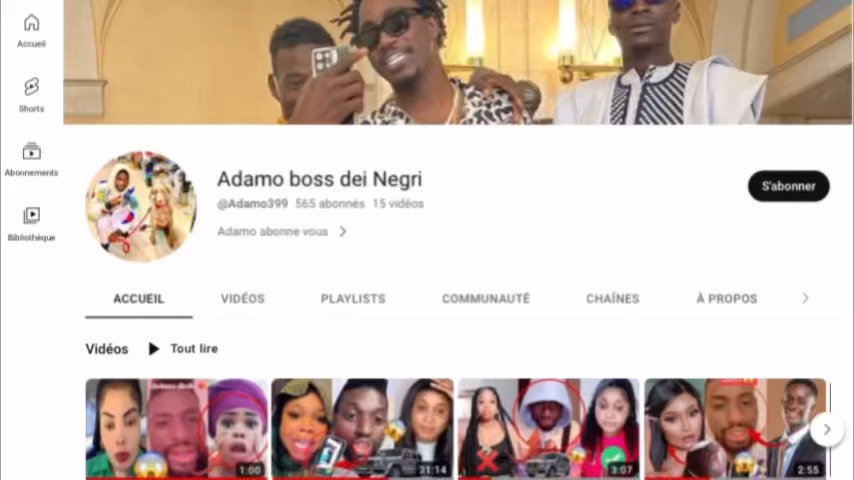 Accueil
Shorts
Abonnements
Bibliothèque
Adamo boss dei Negri
S'abonner
@Adamo399 565 abonnés 15 vidéos
Adamo abonne vous
ACCUEIL VIDÉOS PLAYLISTS COMMUNAUTÉ CHAÎNES À PROPOS
Vidéos Tout lire
1:00 31:14 3:07 2:55